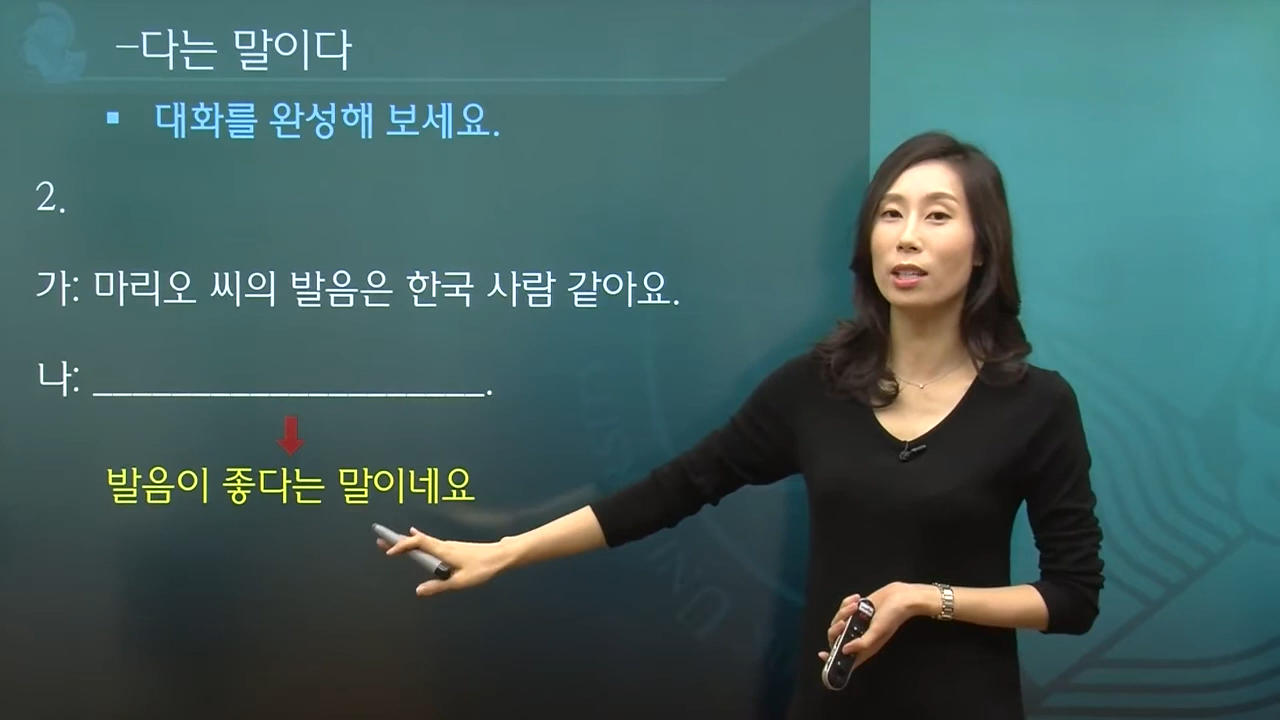 –다는 말이다
▪ 대화를 완성해 보세요.
2.
가: 마리오 씨의 발음은 한국 사람 같아요.
나: ____________________.
발음이 좋다는 말이네요